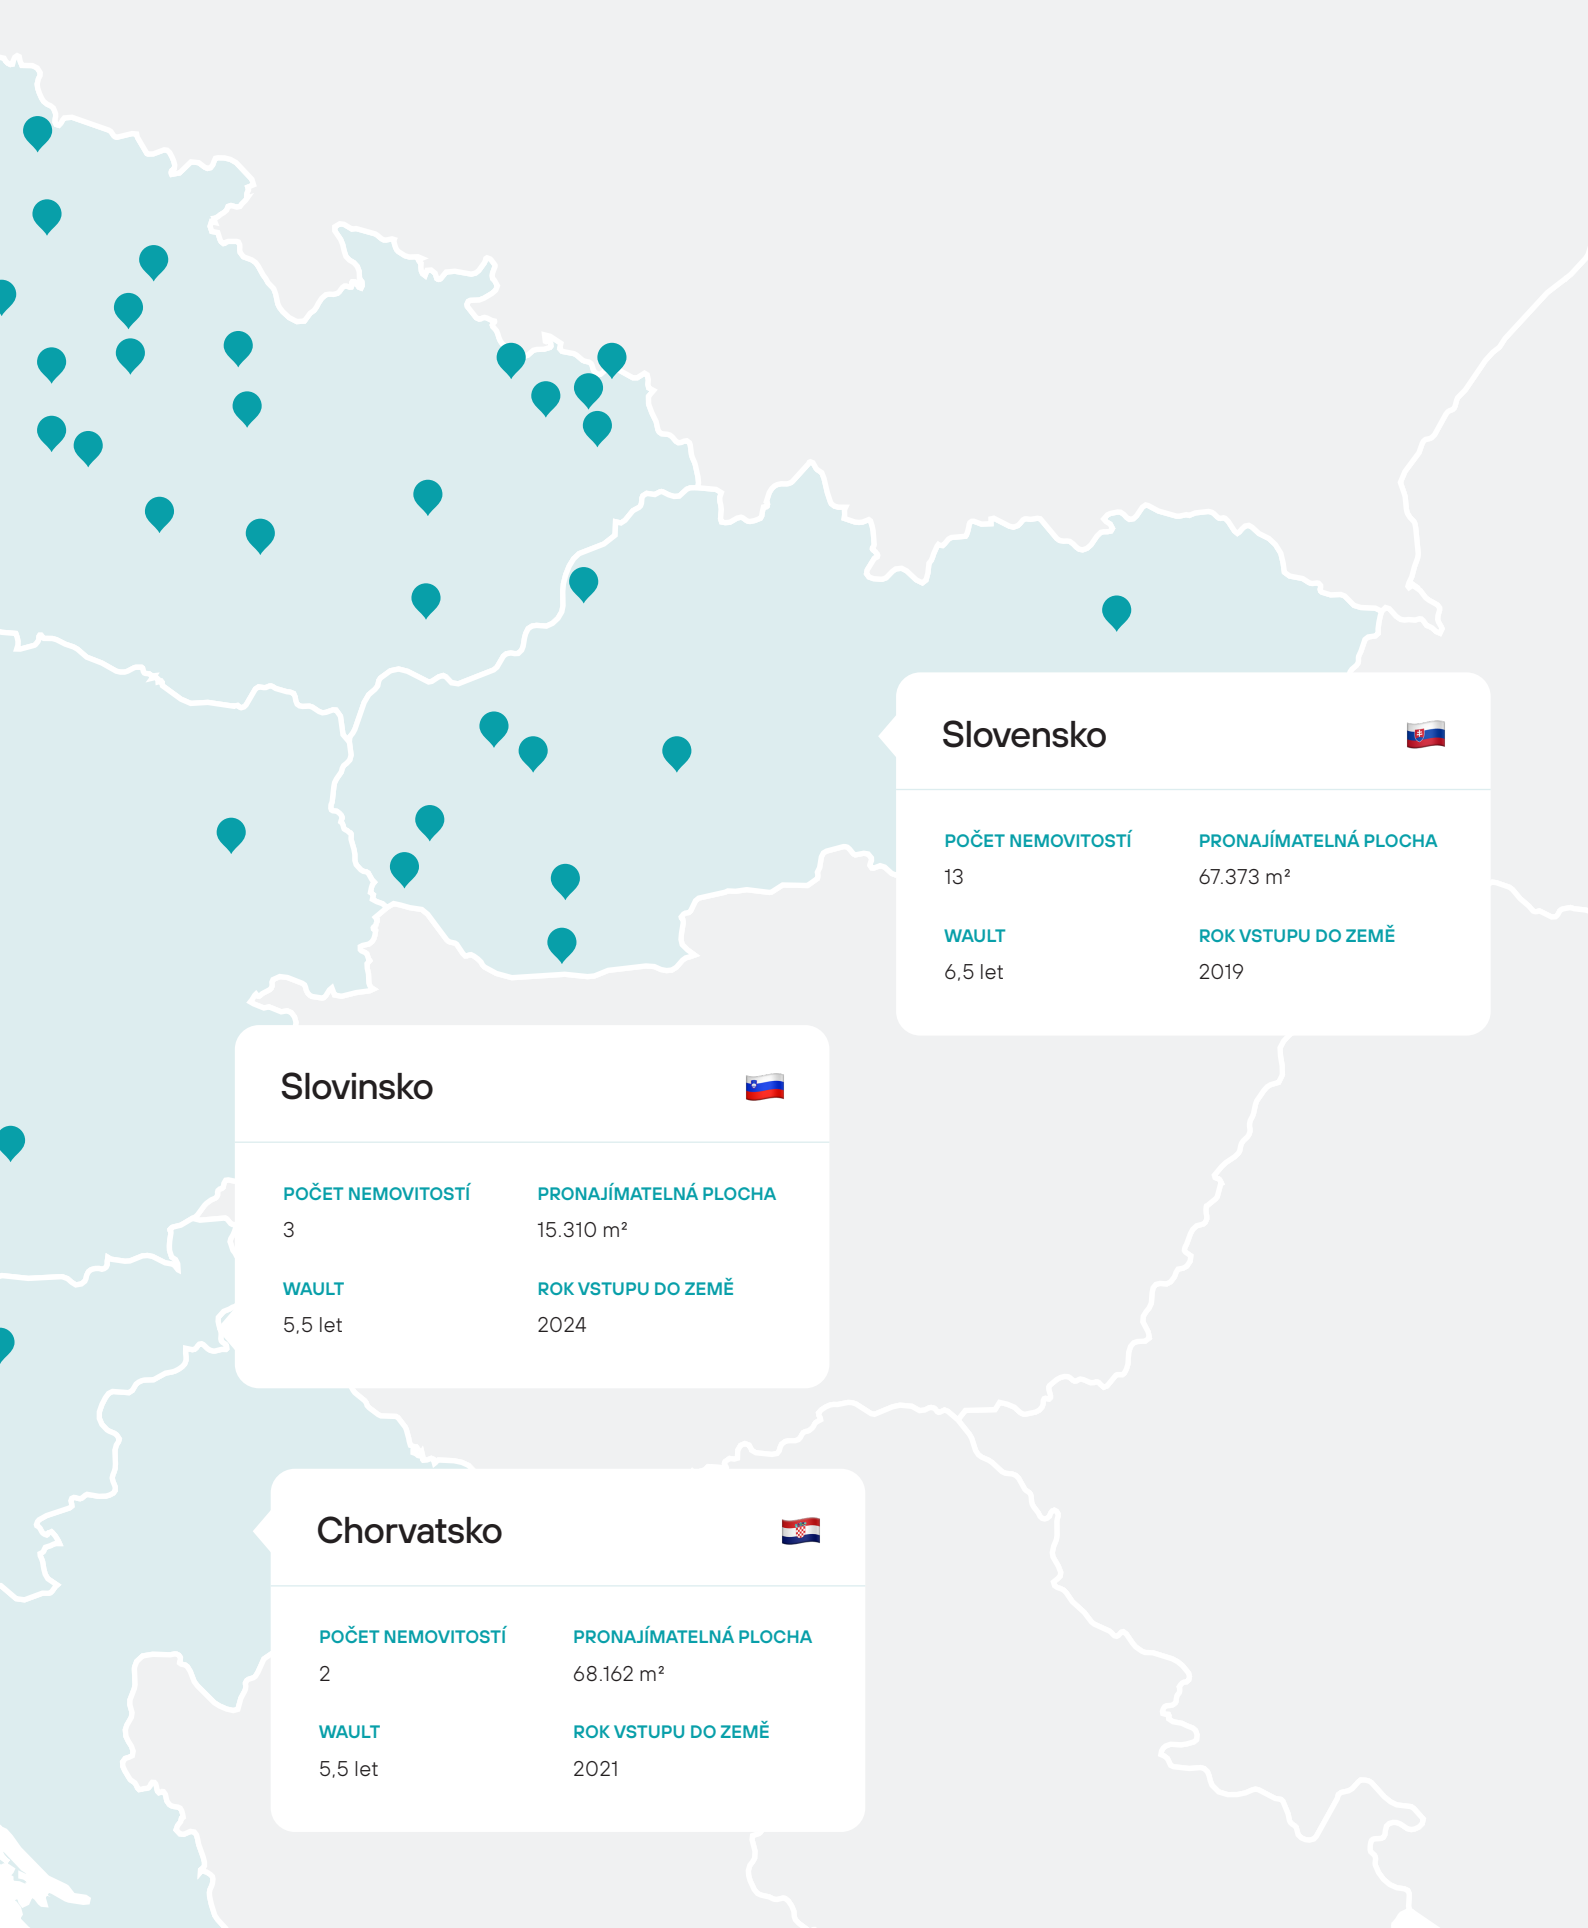 Slovensko
POČET NEMOVITOSTÍ PRONAJÍMATELNÁ PLOCHA
13 67.373 m²
WAULT ROK VSTUPU DO ZEMĚ
6,5 let 2019
Slovinsko
POČET NEMOVITOSTÍ PRONAJÍMATELNÁ PLOCHA
3 15.310 m²
WAULT ROK VSTUPU DO ZEMĚ
5,5 let 2024
Chorvatsko
POČET NEMOVITOSTÍ PRONAJÍMATELNÁ PLOCHA
2 68.162 m²
WAULT ROK VSTUPU DO ZEMĚ
5,5 let 2021